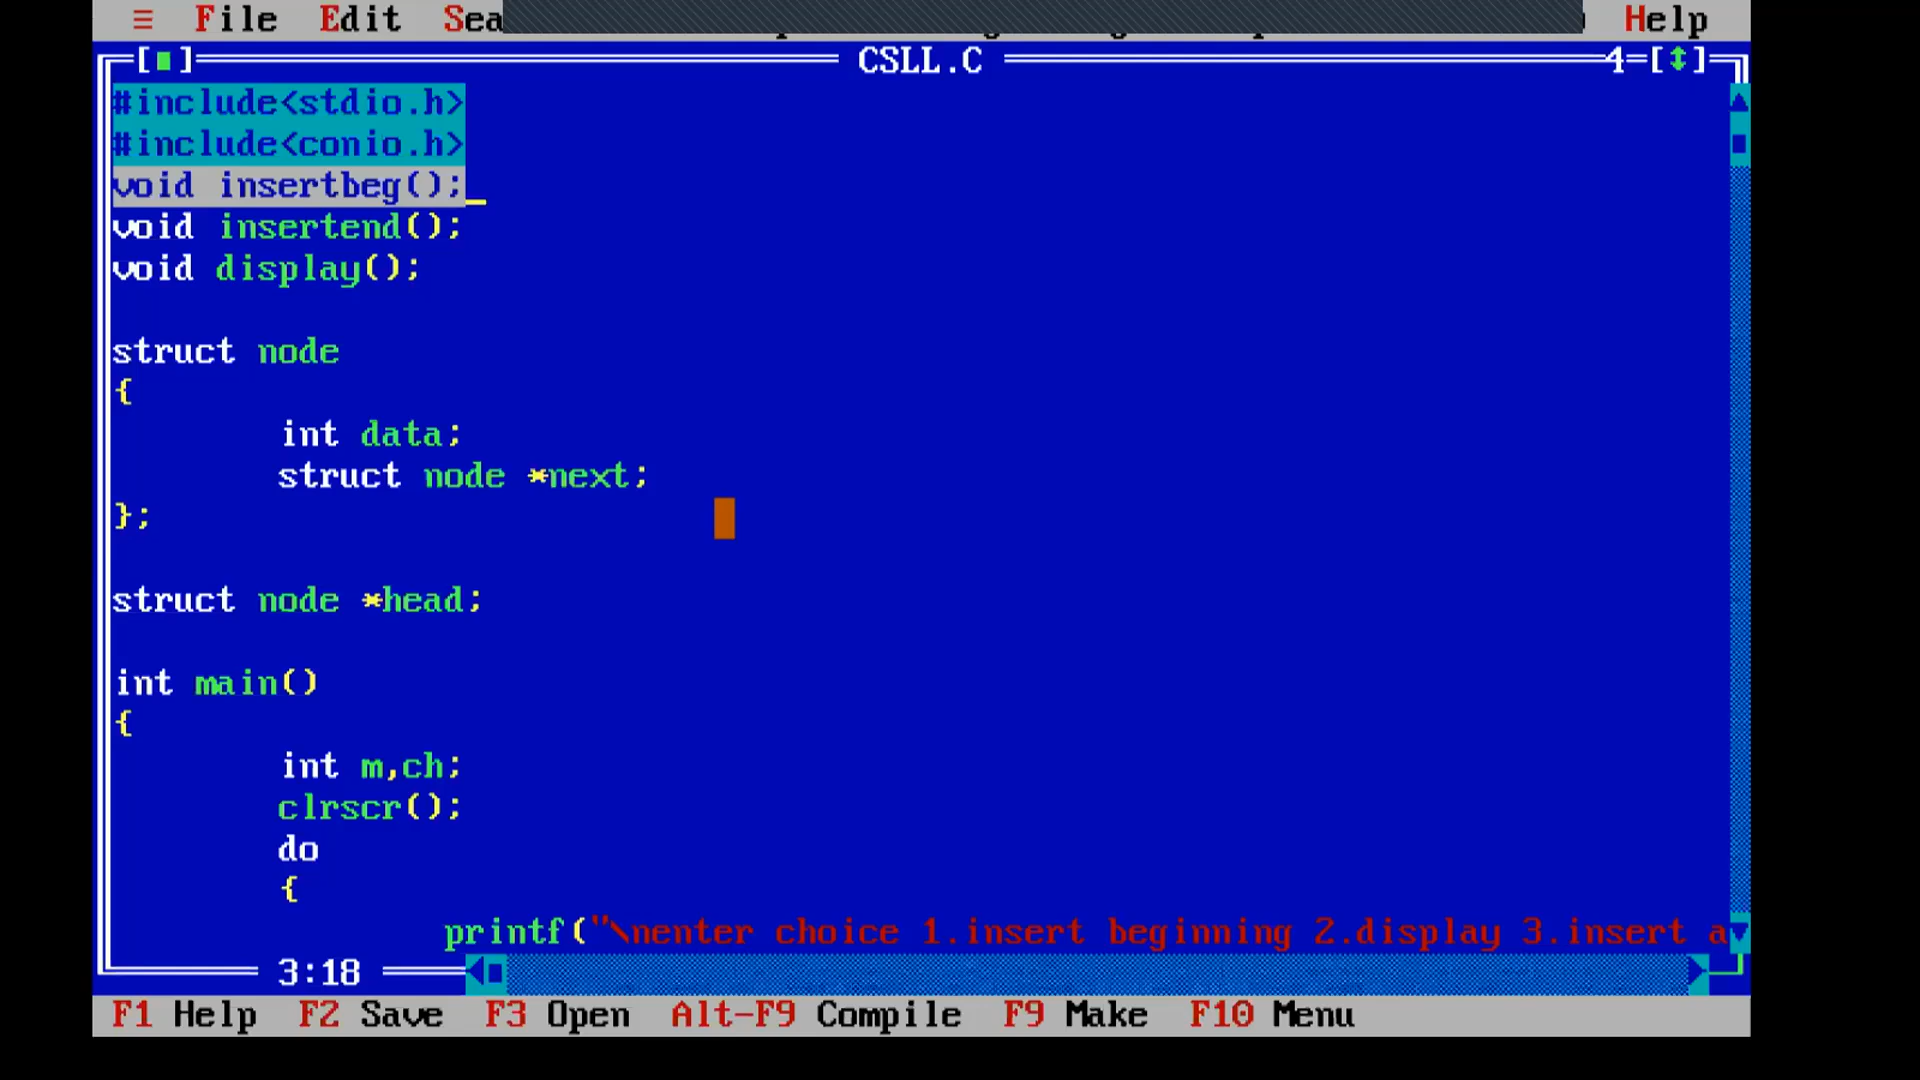 ≡ File Edit Sea Help
CSLL.C 4=[↕]
#include<stdio.h>
#include<conio.h>
void insertbeg();
void insertend();
void display();
struct node
{
int data;
struct node *next;
};
struct node *head;
int main()
{
int m,ch;
clrscr();
do
{
printf("\nenter choice 1.insert beginning 2.display 3.insert a
3:18
F1 Help F2 Save F3 Open Alt-F9 Compile F9 Make F10 Menu